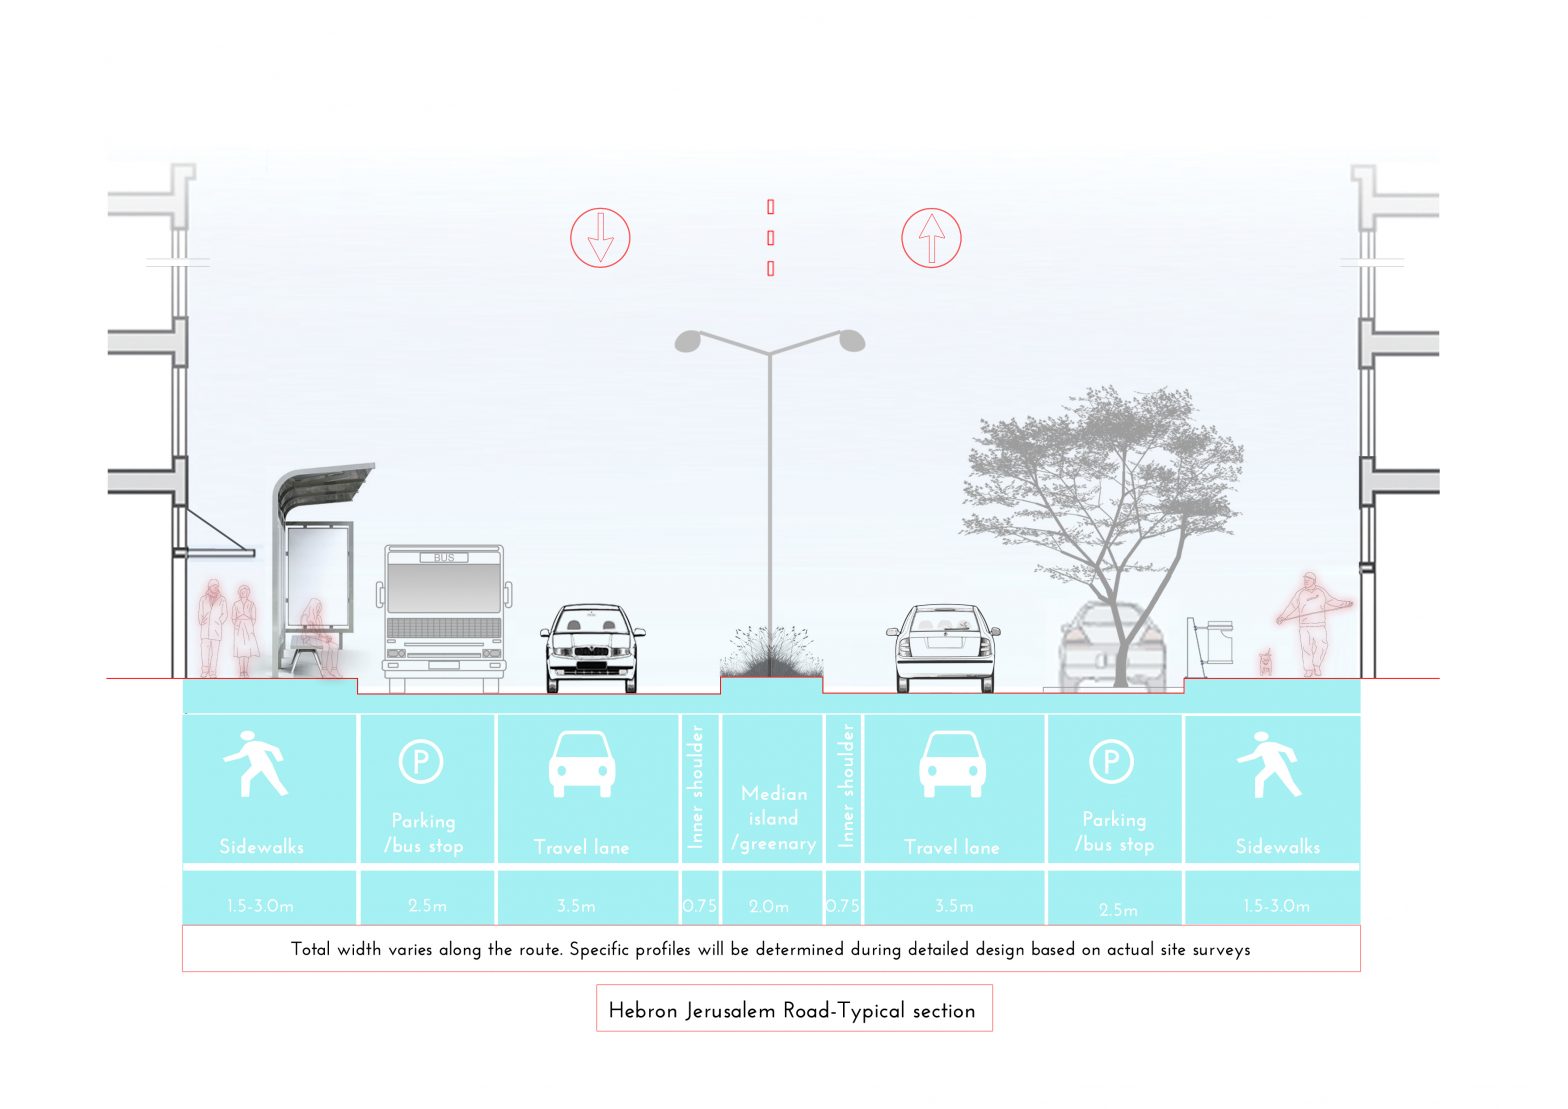 BUS
P
P
Sidewalks
Parking
/bus stop
Travel lane
Inner shoulder
Median
island
/greenary
Inner shoulder
Travel lane
Parking
/bus stop
Sidewalks
1.5-3.0m
2.5m
3.5m
0.75
2.0m
0.75
3.5m
2.5m
1.5-3.0m
Total width varies along the route. Specific profiles will be determined during detailed design based on actual site surveys
Hebron Jerusalem Road-Typical section